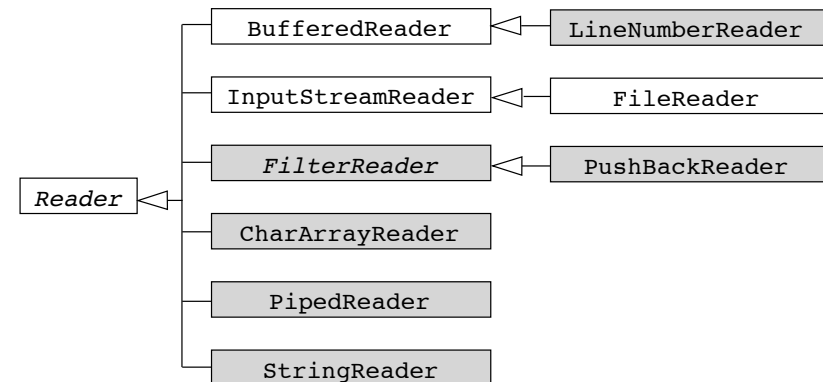 BufferedReader
LineNumberReader
InputStreamReader
FileReader
FilterReader
PushBackReader
Reader
CharArrayReader
PipedReader
StringReader